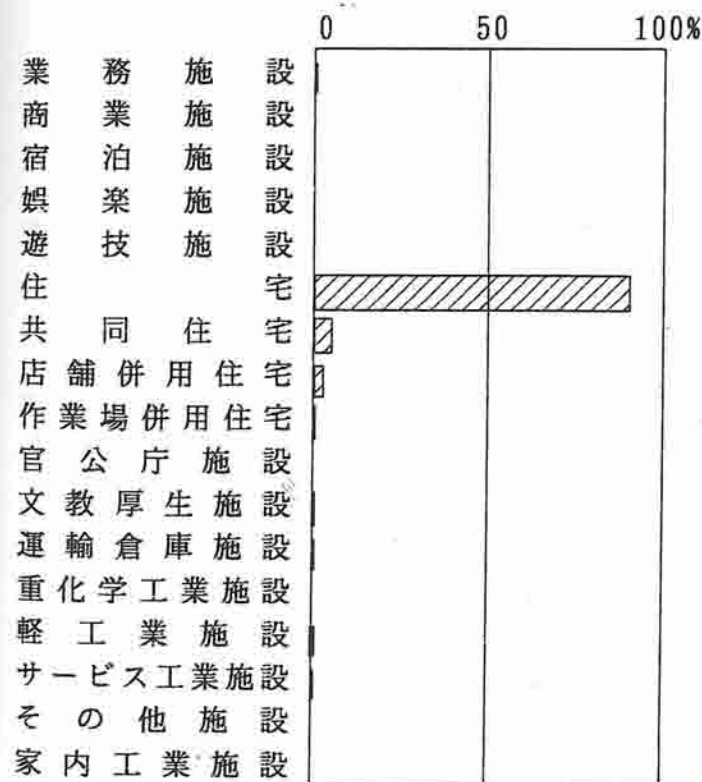 0 50 100%
業務施設
商業施設
宿泊施設
娯楽施設
遊技施設
住宅
共同住宅
店舗併用住宅
作業場併用住宅
官公庁施設
文教厚生施設
運輸倉庫施設
重化学工業施設
軽工業施設
サービス工業施設
その他施設
家内工業施設